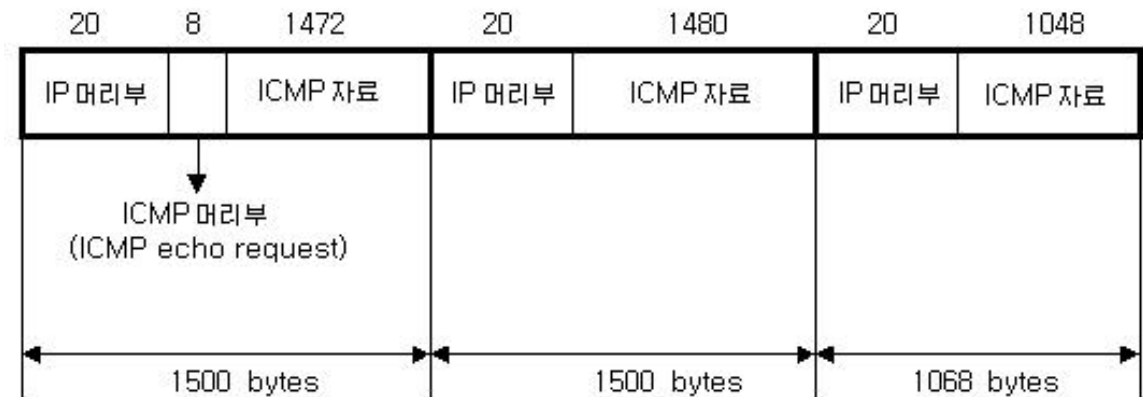 20 8 1472 20 1480 20 1048
IP 머리부 ICMP 자료 IP 머리부 ICMP 자료 IP 머리부 ICMP 자료
ICMP 머리부
(ICMP echo request)
1500 bytes 1500 bytes 1068 bytes